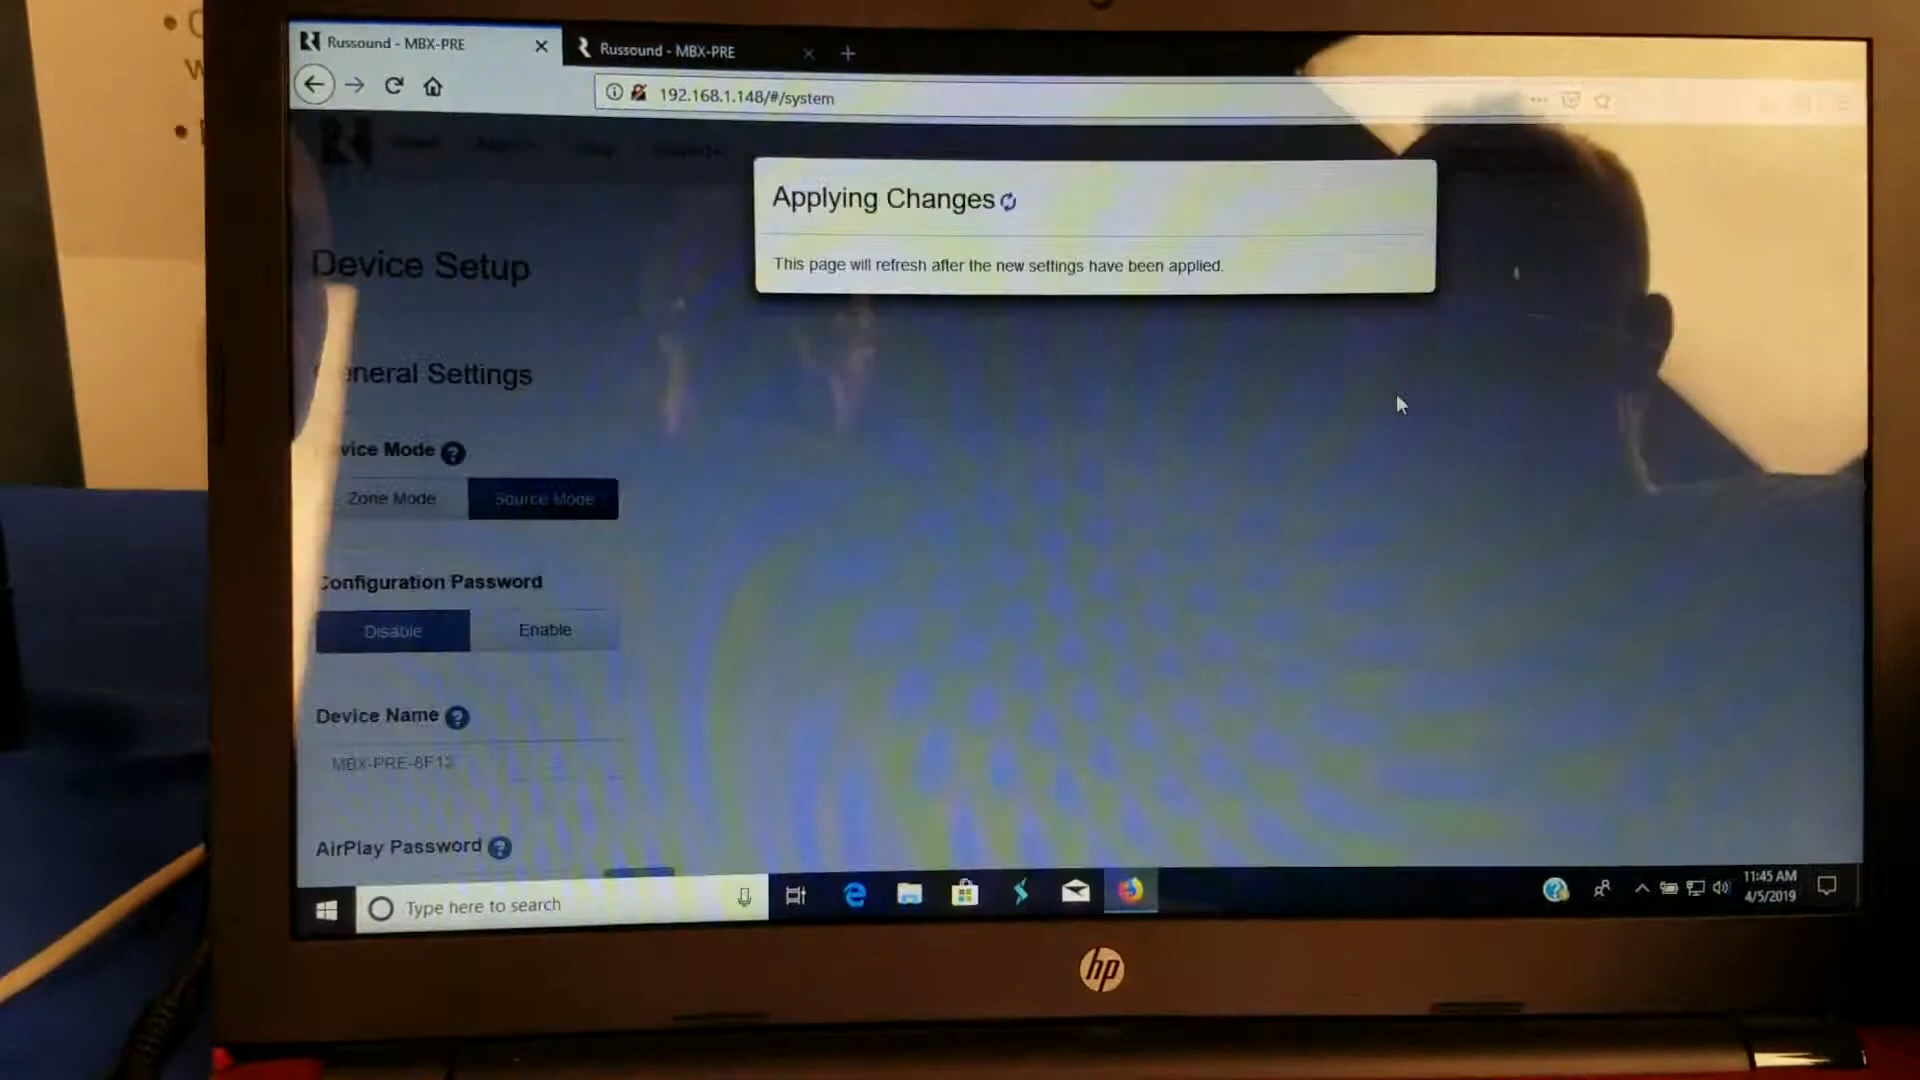 Russound - MBX-PRE
Russound - MBX-PRE
192.168.1.148/#/system
Applying Changes
This page will refresh after the new settings have been applied.
Device Setup
eneral Settings
vice Mode ?
Zone Mode
Source Mode
Configuration Password
Disable
Enable
Device Name ?
AirPlay Password ?
Type here to search
11:45 AM
4/5/2019
hp